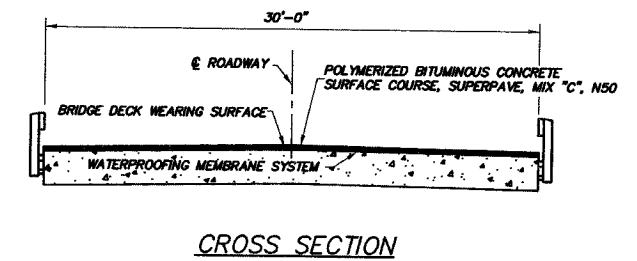 30'-0"
℄ ROADWAY
POLYMERIZED BITUMINOUS CONCRETE
SURFACE COURSE, SUPERPAVE, MIX "C", N50
BRIDGE DECK WEARING SURFACE
WATERPROOFING MEMBRANE SYSTEM
CROSS SECTION